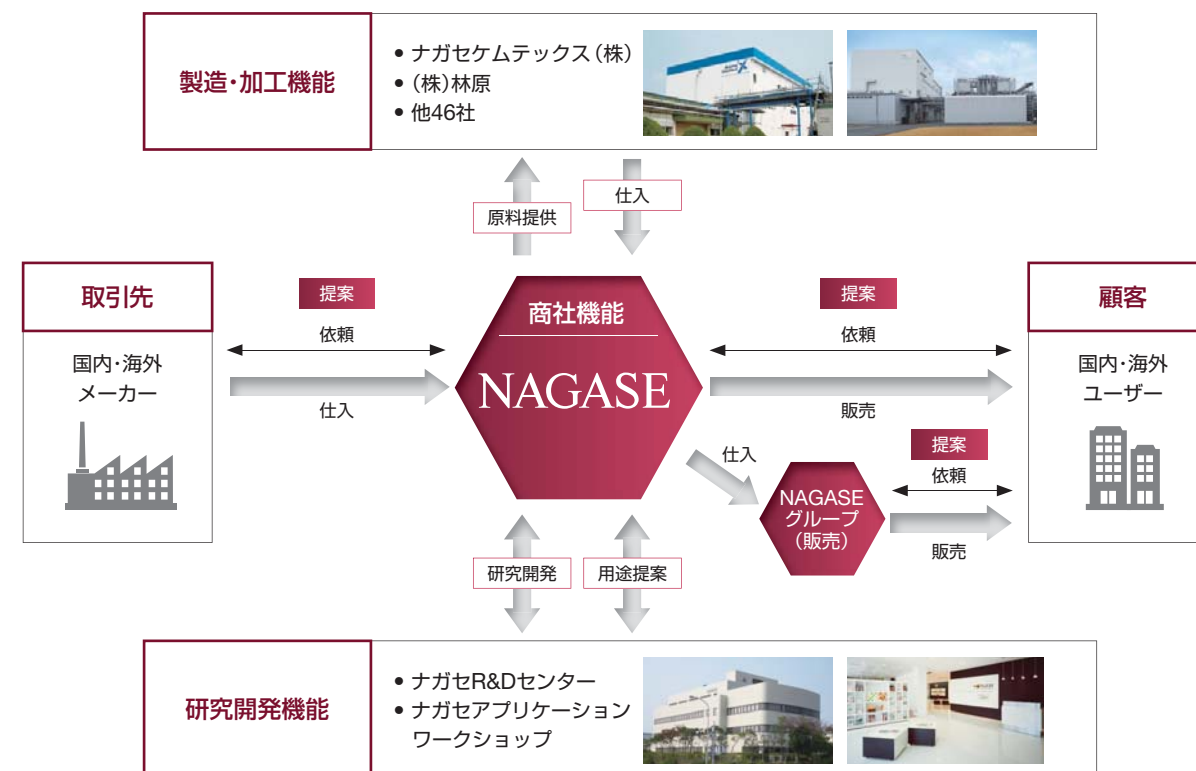 製造・加工機能
• ナガセケムテックス（株）
• (株)林原
• 他46社
原料提供
仕入
取引先
国内・海外
メーカー
提案
依頼
仕入
商社機能
NAGASE
提案
依頼
販売
顧客
国内・海外
ユーザー
仕入
NAGASE
グループ
（販売）
提案
依頼
販売
研究開発
用途提案
研究開発機能
• ナガセR&Dセンター
• ナガセアプリケーション
ワークショップ